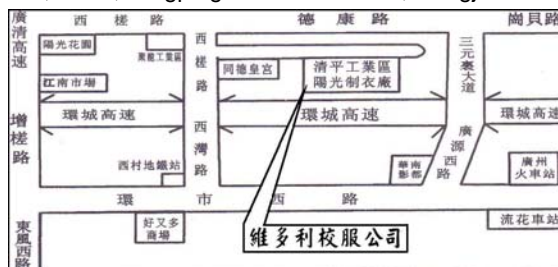 西槎路
德康路
崗貝路
廣清高速
陽光花園
聚龍工業區
江南市場
西槎路
同德皇宮
清平工業區
陽光制衣廠
三元裏大道
環城高速
環城高速
環城高速
增槎路
西灣路
西村地鐵站
華南影都
廣源西路
廣州火車站
環市西路
東風西路
好又多商場
維多利校服公司
流花車站